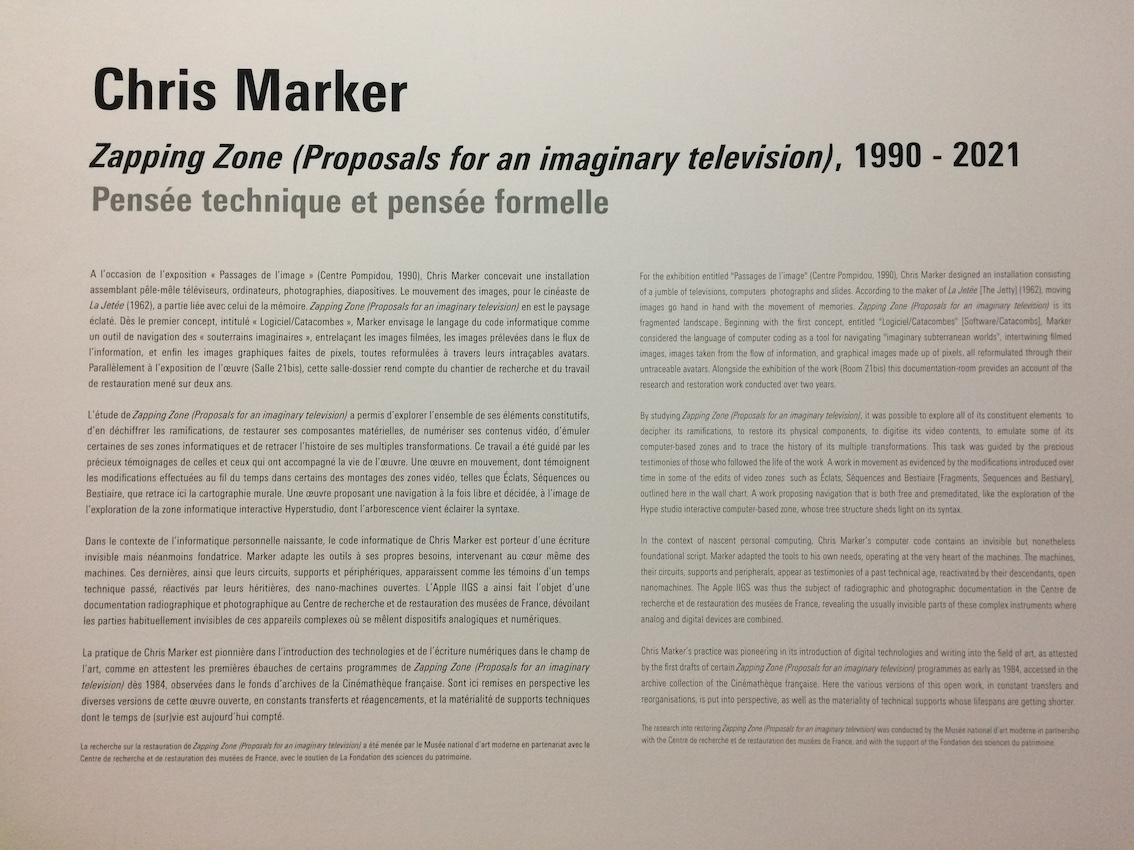 Chris Marker
Zapping Zone (Proposals for an imaginary television), 1990 - 2021
Pensée technique et pensée formelle
A l'occasion de l'exposition « Passages de l'image » (Centre Pompidou, 1990), Chris Marker concevait une installation
assemblant pêle-mêle téléviseurs, ordinateurs, photographies, diapositives. Le mouvement des images, pour le cinéaste de
La Jetée (1962), a partie liée avec celui de la mémoire. Zapping Zone (Proposals for an imaginary television) en est le paysage
éclaté. Dès le premier concept, intitulé « Logiciel/Catacombes », Marker envisage le langage du code informatique comme
un outil de navigation des « souterrains imaginaires », entrelaçant les images filmées, les images prélevées dans le flux de
l'information, et enfin les images graphiques faites de pixels, toutes reformulées à travers leurs intraçables avatars.
Parallèlement à l'exposition de l'œuvre (Salle 21bis), cette salle-dossier rend compte du chantier de recherche et du travail
de restauration mené sur deux ans.
L'étude de Zapping Zone (Proposals for an imaginary television) a permis d'explorer l'ensemble de ses éléments constitutifs,
d'en déchiffrer les ramifications, de restaurer ses composantes matérielles, de numériser ses contenus vidéo, d'émuler
certaines de ses zones informatiques et de retracer l'histoire de ses multiples transformations. Ce travail a été guidé par les
précieux témoignages de celles et ceux qui ont accompagné la vie de l'œuvre. Une œuvre en mouvement, dont témoignent
les modifications effectuées au fil du temps dans certains des montages des zones vidéo, telles que Éclats, Séquences ou
Bestiaire, que retrace ici la cartographie murale. Une œuvre proposant une navigation à la fois libre et décidée, à l'image de
l'exploration de la zone informatique interactive Hyperstudio, dont l'arborescence vient éclairer la syntaxe.
Dans le contexte de l'informatique personnelle naissante, le code informatique de Chris Marker est porteur d'une écriture
invisible mais néanmoins fondatrice. Marker adapte les outils à ses propres besoins, intervenant au cœur même des
machines. Ces dernières, ainsi que leurs circuits, supports et périphériques, apparaissent comme les témoins d'un temps
technique passé, réactivés par leurs héritières, des nano-machines ouvertes. L'Apple IIGS a ainsi fait l'objet d'une
documentation radiographique et photographique au Centre de recherche et de restauration des musées de France, dévoilant
les parties habituellement invisibles de ces appareils complexes où se mêlent dispositifs analogiques et numériques.
La pratique de Chris Marker est pionnière dans l'introduction des technologies et de l'écriture numériques dans le champ de
l'art, comme en attestent les premières ébauches de certains programmes de Zapping Zone (Proposals for an imaginary
television) dès 1984, observées dans le fonds d'archives de la Cinémathèque française. Sont ici remises en perspective les
diverses versions de cette œuvre ouverte, en constants transferts et réagencements, et la matérialité de supports techniques
dont le temps de (sur)vie est aujourd'hui compté.
La recherche sur la restauration de Zapping Zone (Proposals for an imaginary television) a été menée par le Musée national d'art moderne en partenariat avec le
Centre de recherche et de restauration des musées de France, avec le soutien de La Fondation des sciences du patrimoine.
For the exhibition entitled "Passages de l'image" (Centre Pompidou, 1990), Chris Marker designed an installation consisting
of a jumble of televisions, computers photographs and slides. According to the maker of La Jetée [The Jetty] (1962), moving
images go hand in hand with the movement of memories. Zapping Zone (Proposals for an imaginary television) is its
fragmented landscape. Beginning with the first concept, entitled "Logiciel/Catacombes" [Software/Catacombs], Marker
considered the language of computer coding as a tool for navigating "imaginary subterranean worlds", intertwining filmed
images, images taken from the flow of information, and graphical images made up of pixels, all reformulated through their
untraceable avatars. Alongside the exhibition of the work (Room 21bis) this documentation-room provides an account of the
research and restoration work conducted over two years.
By studying Zapping Zone (Proposals for an imaginary television), it was possible to explore all of its constituent elements to
decipher its ramifications, to restore its physical components, to digitise its video contents, to emulate some of its
computer-based zones and to trace the history of its multiple transformations. This task was guided by the precious
testimonies of those who followed the life of the work A work in movement as evidenced by the modifications introduced over
time in some of the edits of video zones such as Éclats, Séquences and Bestiaire [Fragments, Sequences and Bestiary],
outlined here in the wall chart. A work proposing navigation that is both free and premeditated, like the exploration of the
Hype studio interactive computer-based zone, whose tree structure sheds light on its syntax.
In the context of nascent personal computing, Chris Marker's computer code contains an invisible but nonetheless
foundational script. Marker adapted the tools to his own needs, operating at the very heart of the machines. The machines,
their circuits, supports and peripherals, appear as testimonies of a past technical age, reactivated by their descendants, open
nanomachines. The Apple IIGS was thus the subject of radiographic and photographic documentation in the Centre de
recherche et de restauration des musées de France, revealing the usually invisible parts of these complex instruments where
analog and digital devices are combined.
Chris Marker's practice was pioneering in its introduction of digital technologies and writing into the field of art, as attested
by the first drafts of certain Zapping Zone (Proposals for an imaginary television) programmes as early as 1984, accessed in the
archive collection of the Cinémathèque française. Here the various versions of this open work, in constant transfers and
reorganisations, is put into perspective, as well as the materiality of technical supports whose lifespans are getting shorter.
The research into restoring Zapping Zone (Proposals for an imaginary television) was conducted by the Musée national d'art moderne in partnership
with the Centre de recherche et de restauration des musées de France, and with the support of the Fondation des sciences du patrimoine